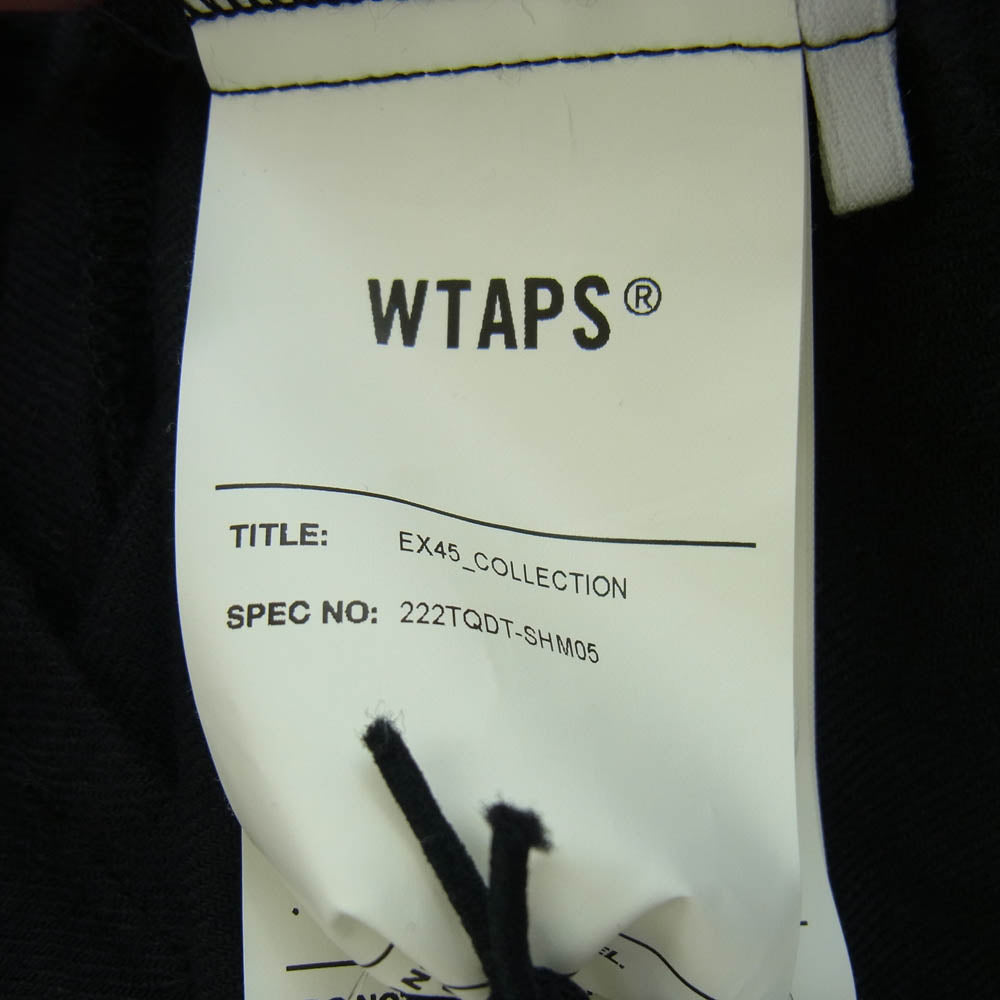 WTAPS®
TITLE: EX45_COLLECTION
SPEC NO: 222TQDT-SHM05